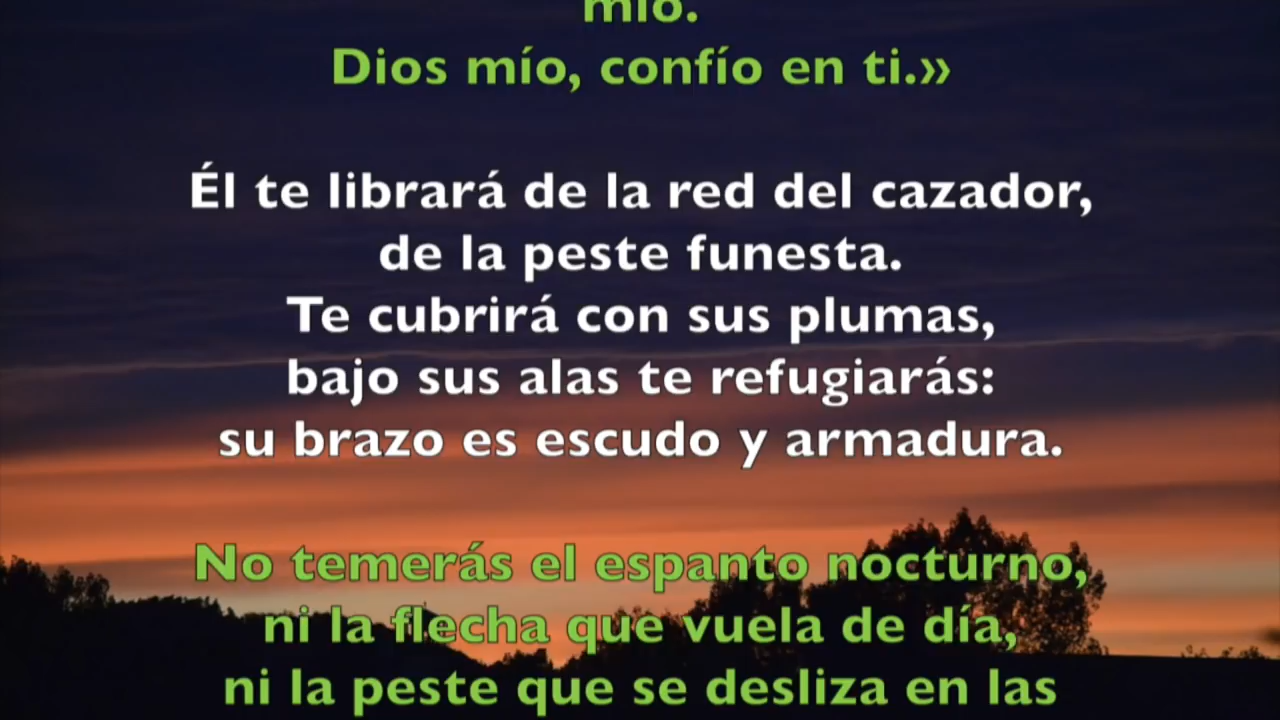 mío.
Dios mío, confío en ti.»
Él te librará de la red del cazador,
de la peste funesta.
Te cubrirá con sus plumas,
bajo sus alas te refugiarás:
su brazo es escudo y armadura.
No temerás el espanto nocturno,
ni la flecha que vuela de día,
ni la peste que se desliza en las